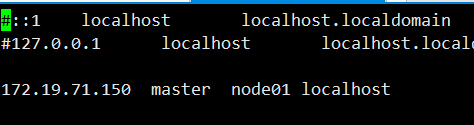 #::1 localhost localhost.localdomain
#127.0.0.1 localhost
172.19.71.150 master node01 localhost